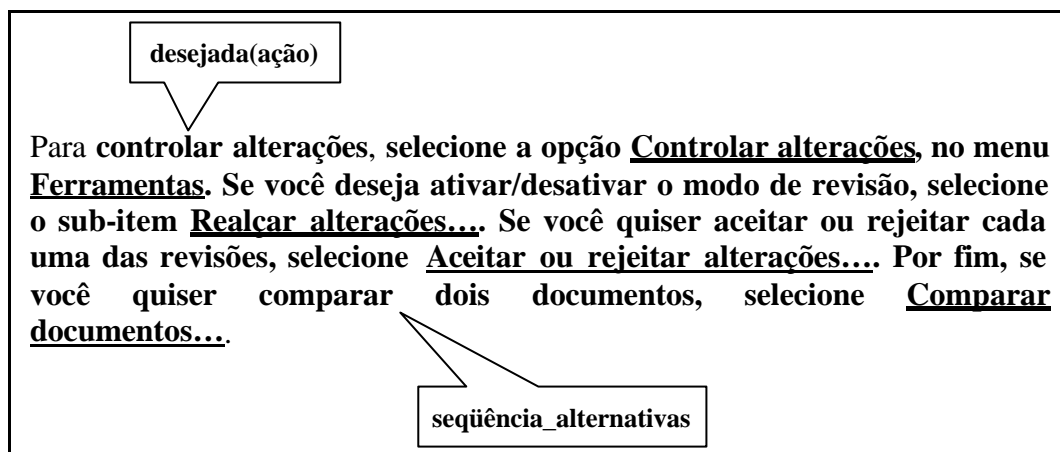 desejada(ação)
Para controlar alterações, selecione a opção Controlar alterações, no menu
Ferramentas. Se você deseja ativar/desativar o modo de revisão, selecione
o sub-item Realçar alterações…. Se você quiser aceitar ou rejeitar cada
uma das revisões, selecione Aceitar ou rejeitar alterações…. Por fim, se
você quiser comparar dois documentos, selecione Comparar
documentos….
seqüência_alternativas